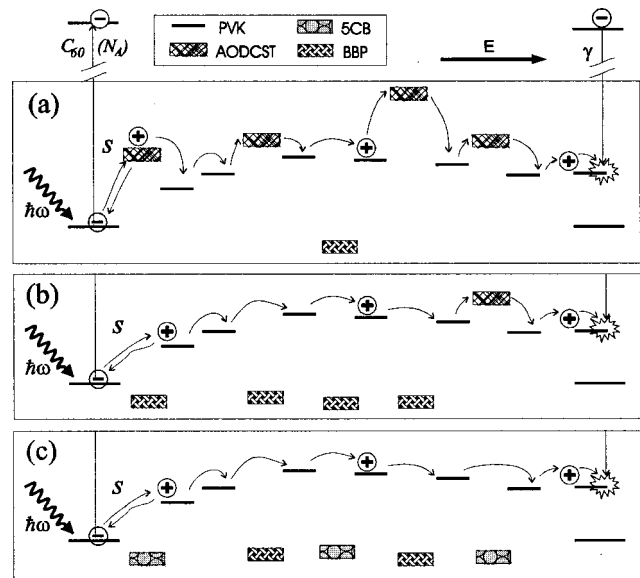 PVK 5CB
C60 (NA) AODCST BBP E γ
(a)
S
ħω
(b)
S
ħω
(c)
S
ħω